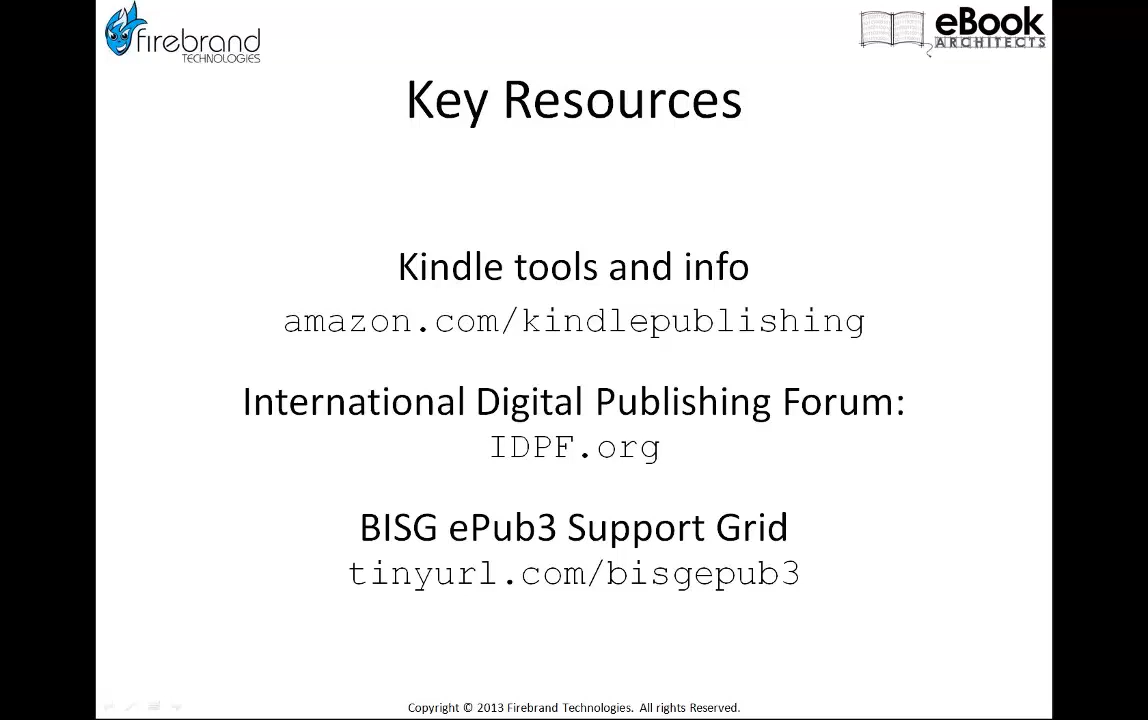 firebrand
TECHNOLOGIES
eBook
ARCHITECTS
Key Resources
Kindle tools and info
amazon.com/kindlepublishing
International Digital Publishing Forum:
IDPF.org
BISG ePub3 Support Grid
tinyurl.com/bisgepub3
Copyright © 2013 Firebrand Technologies. All rights Reserved.